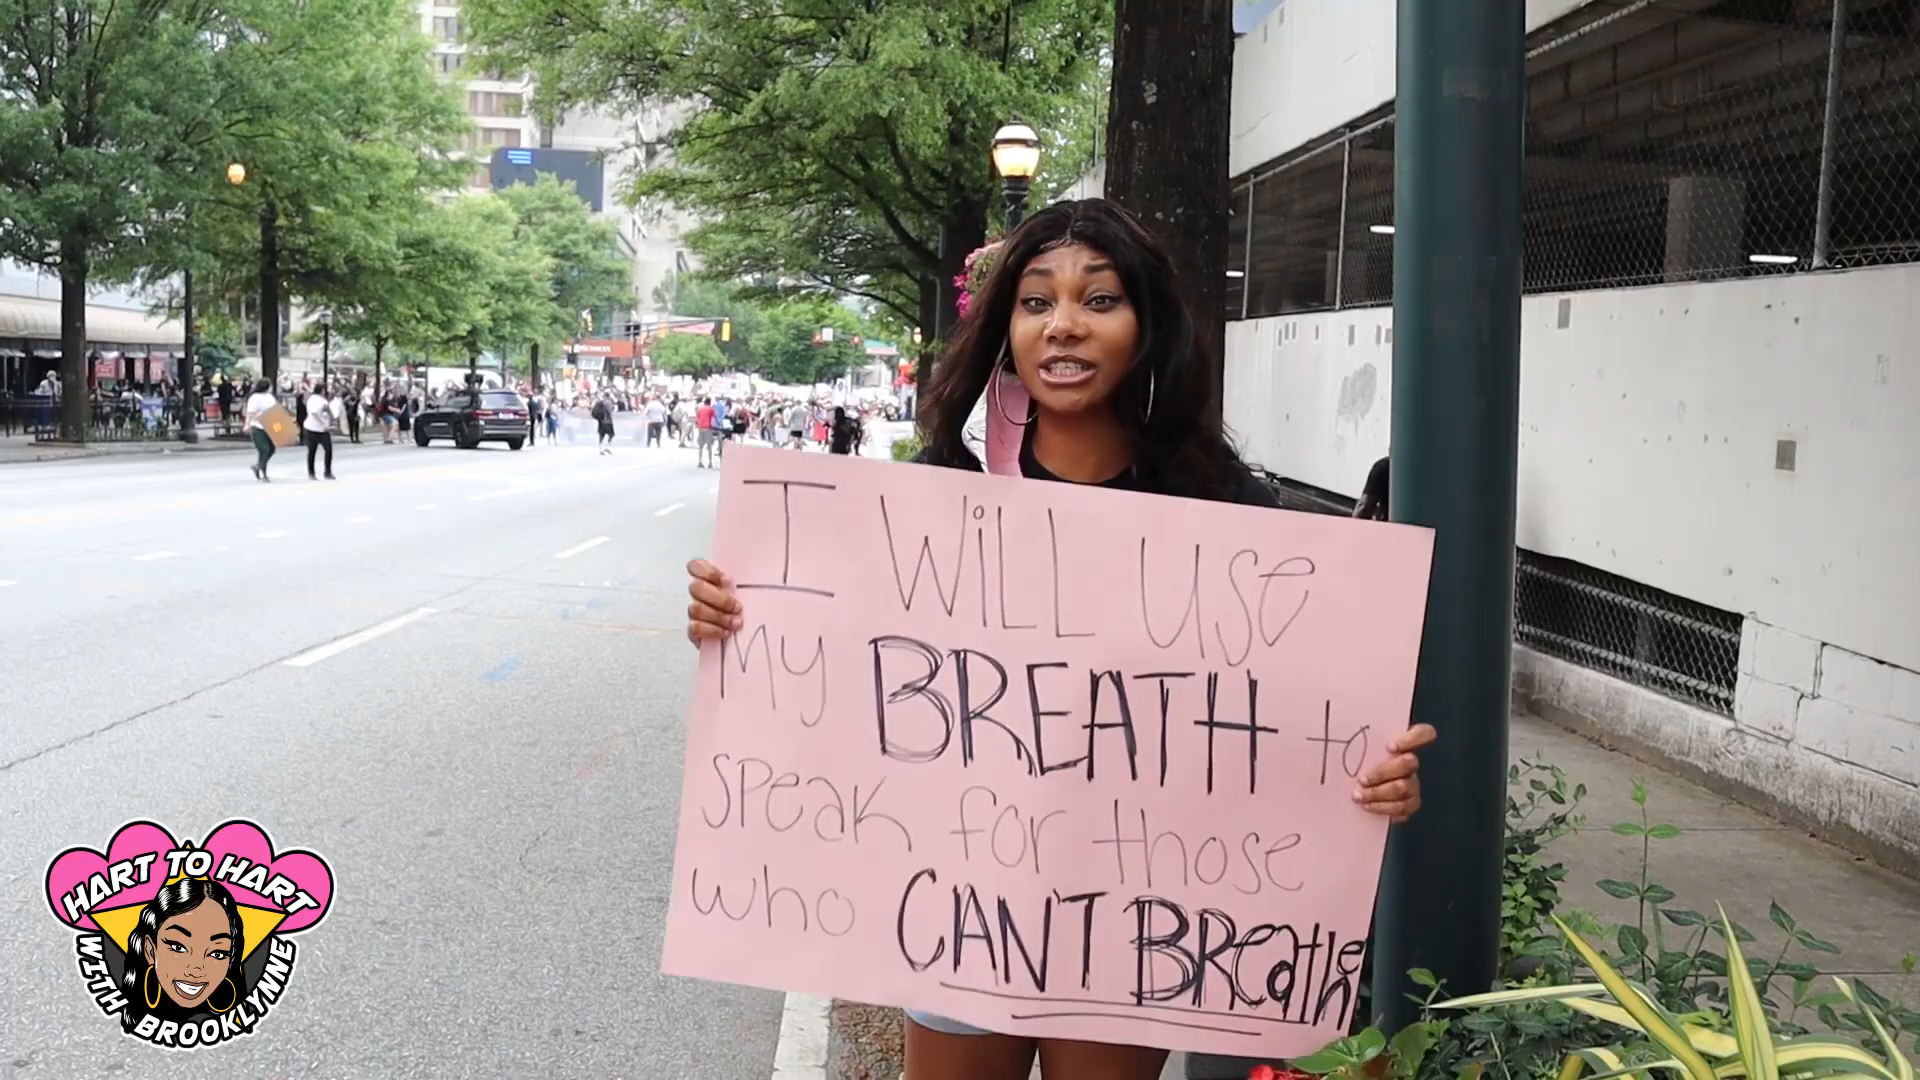 I WiLL use
my BREATH to
speak for those
who CAN'T BReathe
HART TO HART
WITH BROOKLYNNE